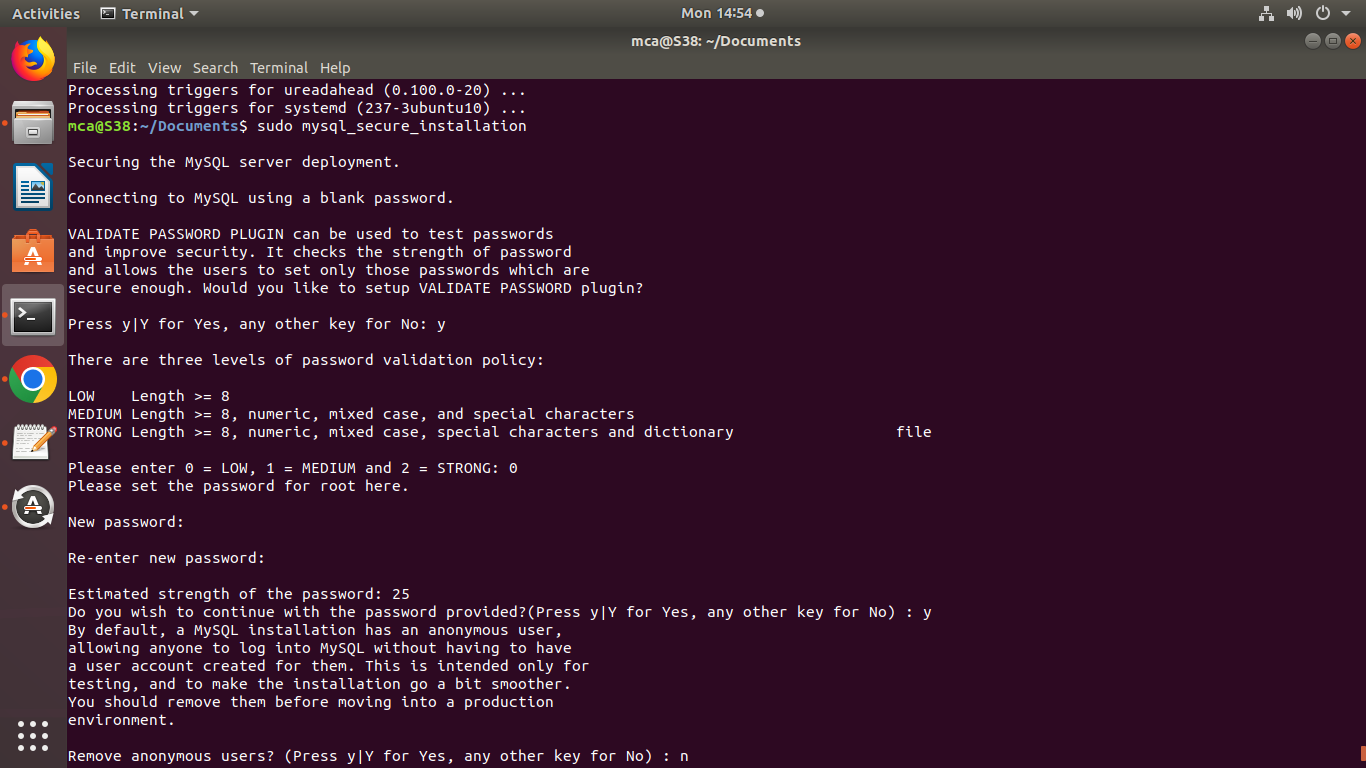 Activities Terminal Mon 14:54
mca@S38: ~/Documents
File Edit View Search Terminal Help
Processing triggers for ureadahead (0.100.0-20) ...
Processing triggers for systemd (237-3ubuntu10) ...
mca@S38:~/Documents$ sudo mysql_secure_installation
Securing the MySQL server deployment.
Connecting to MySQL using a blank password.
VALIDATE PASSWORD PLUGIN can be used to test passwords
and improve security. It checks the strength of password
and allows the users to set only those passwords which are
secure enough. Would you like to setup VALIDATE PASSWORD plugin?
Press y|Y for Yes, any other key for No: y
There are three levels of password validation policy:
LOW    Length >= 8
MEDIUM Length >= 8, numeric, mixed case, and special characters
STRONG Length >= 8, numeric, mixed case, special characters and dictionary                  file
Please enter 0 = LOW, 1 = MEDIUM and 2 = STRONG: 0
Please set the password for root here.
New password:
Re-enter new password:
Estimated strength of the password: 25
Do you wish to continue with the password provided?(Press y|Y for Yes, any other key for No) : y
By default, a MySQL installation has an anonymous user,
allowing anyone to log into MySQL without having to have
a user account created for them. This is intended only for
testing, and to make the installation go a bit smoother.
You should remove them before moving into a production
environment.
Remove anonymous users? (Press y|Y for Yes, any other key for No) : n